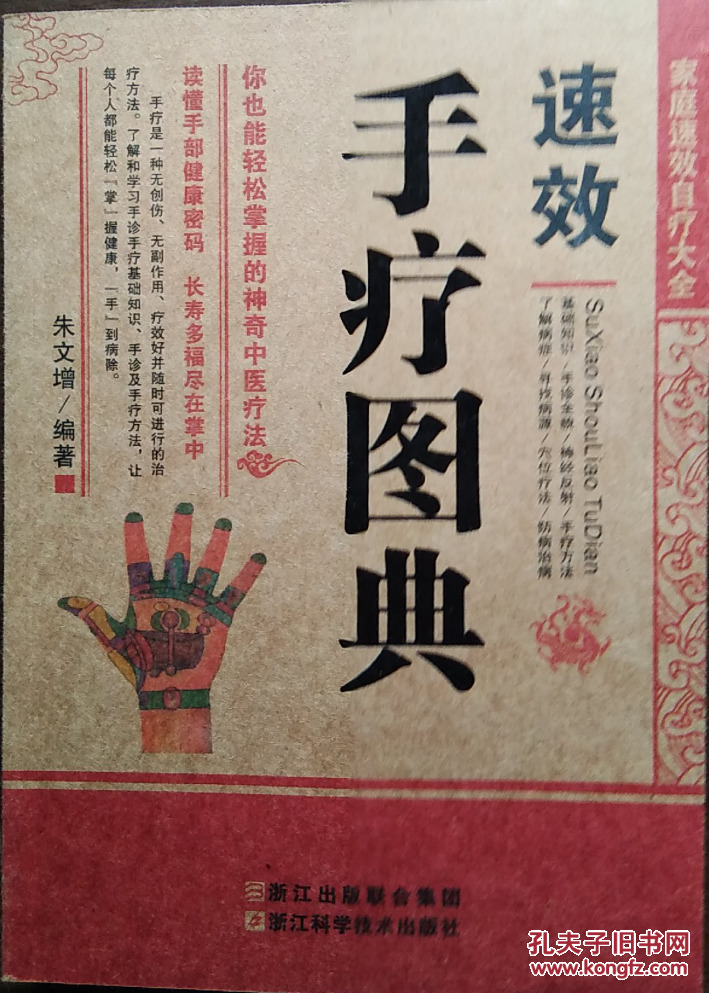 家庭速效自疗大全
速效
手疗图典
SuXiao ShouLiao TuDian
基础知识/手诊全貌/神经反射/手疗方法
了解病症/寻找病源/穴位疗法/防病治病
你也能轻松掌握的神奇中医疗法
读懂手部健康密码 长寿多福尽在掌中
手疗是一种无创伤、无副作用、疗效好并随时可进行的治
疗方法。了解和学习手诊手疗基础知识、手诊及手疗方法，让
每个人都能轻松“掌”握健康，“手”到病除。
朱文增/编著
浙江出版联合集团
浙江科学技术出版社
孔夫子旧书网
www.kongfz.com